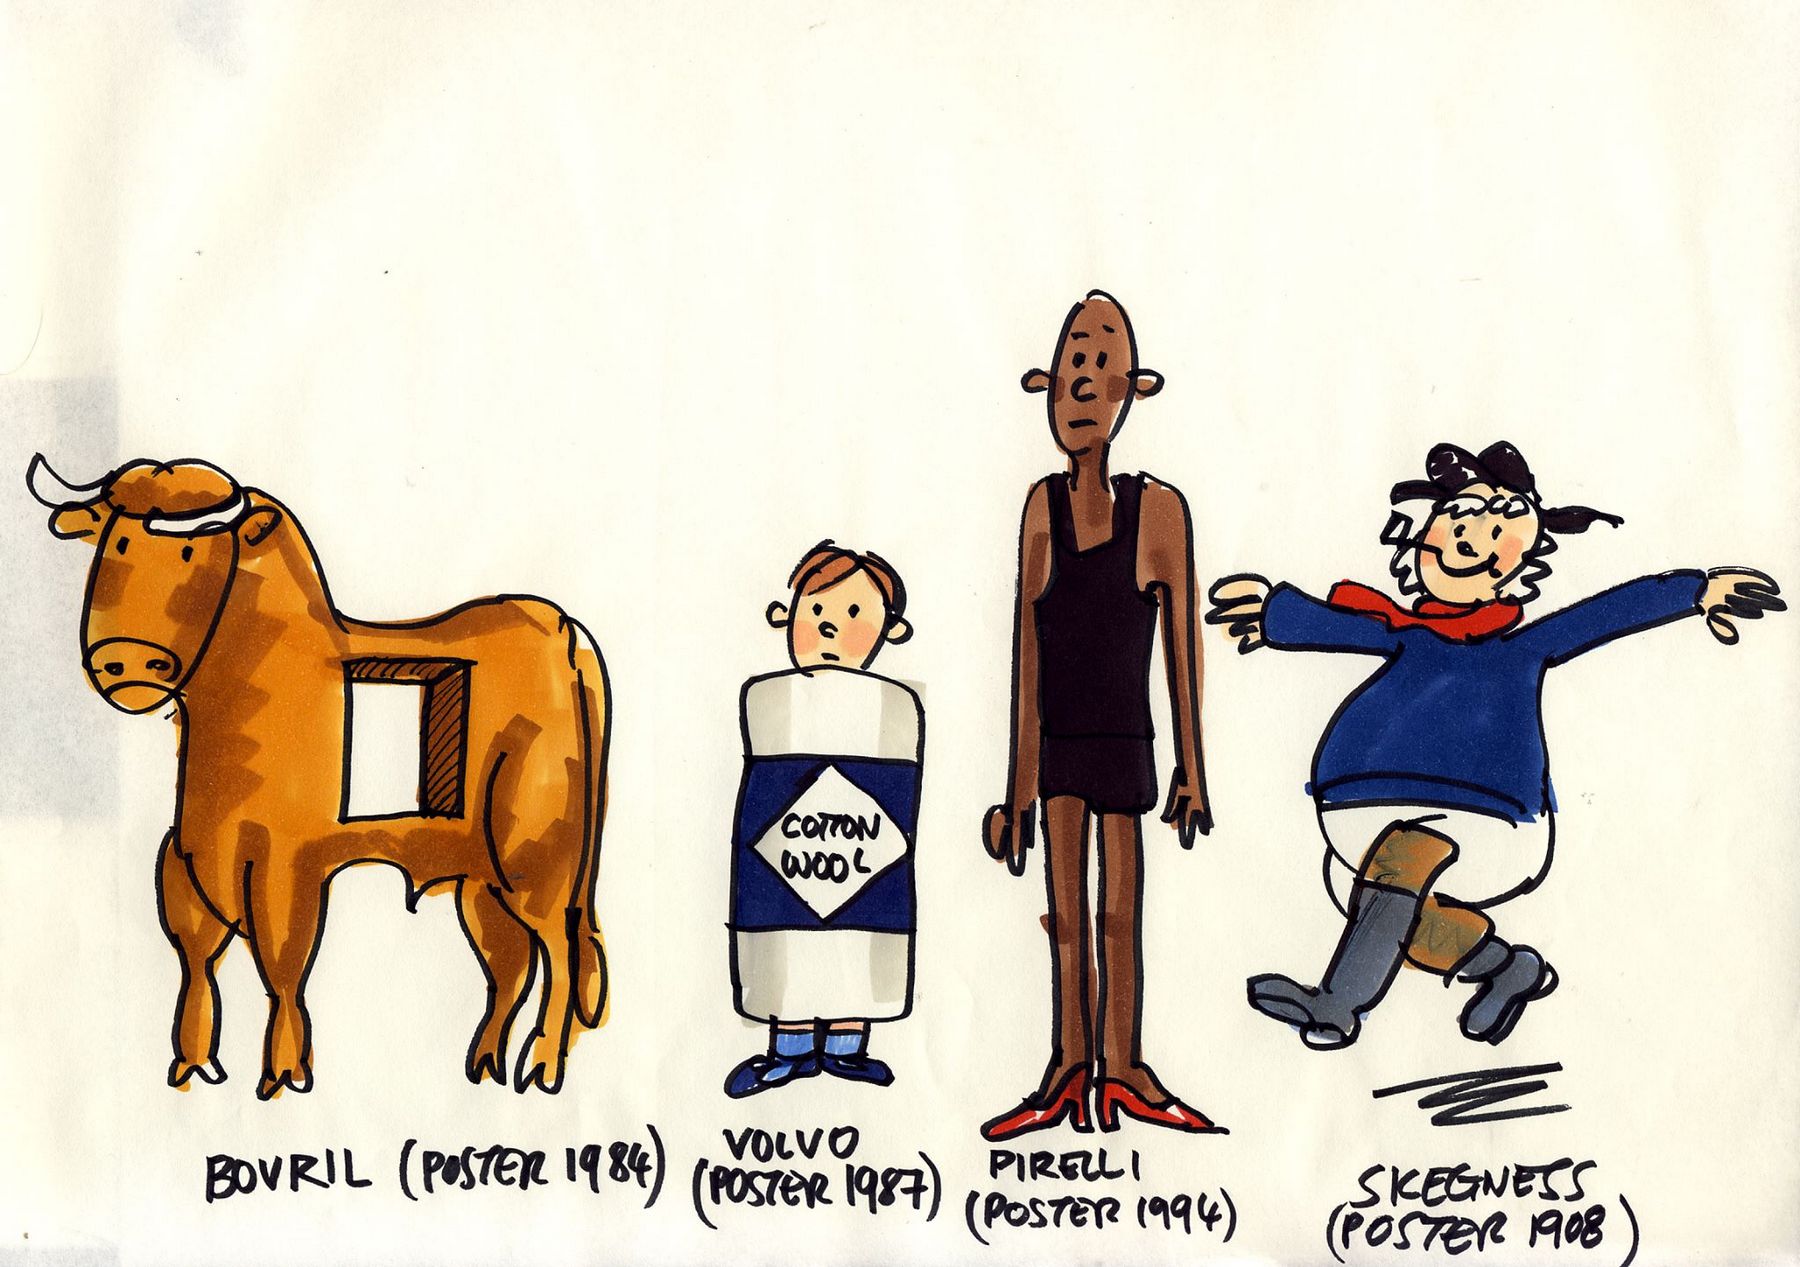 COTTON
WOOL
BOVRIL (POSTER 1984)
VOLVO
(POSTER 1987)
PIRELLI
(POSTER 1994)
SKEGNESS
(POSTER 1908)